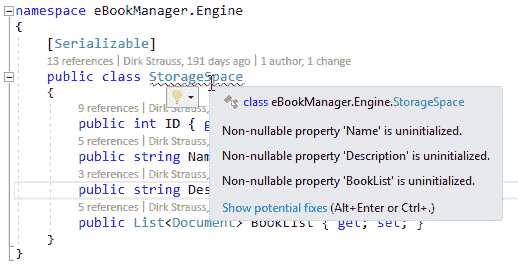 namespace eBookManager.Engine
{
[Serializable]
13 references | Dirk Strauss, 191 days ago | 1 author, 1 change
public class StorageSpace
{
class eBookManager.Engine.StorageSpace
9 references | Dirk Strauss,
public int ID { g
Non-nullable property 'Name' is uninitialized.
5 references | Dirk Strauss,
public string Nam
Non-nullable property 'Description' is uninitialized.
3 references | Dirk Strauss,
public string Des
Non-nullable property 'BookList' is uninitialized.
5 references | Dirk Strauss,
Show potential fixes (Alt+Enter or Ctrl+.)
public List<Document> BookList { get; set; }
}
}